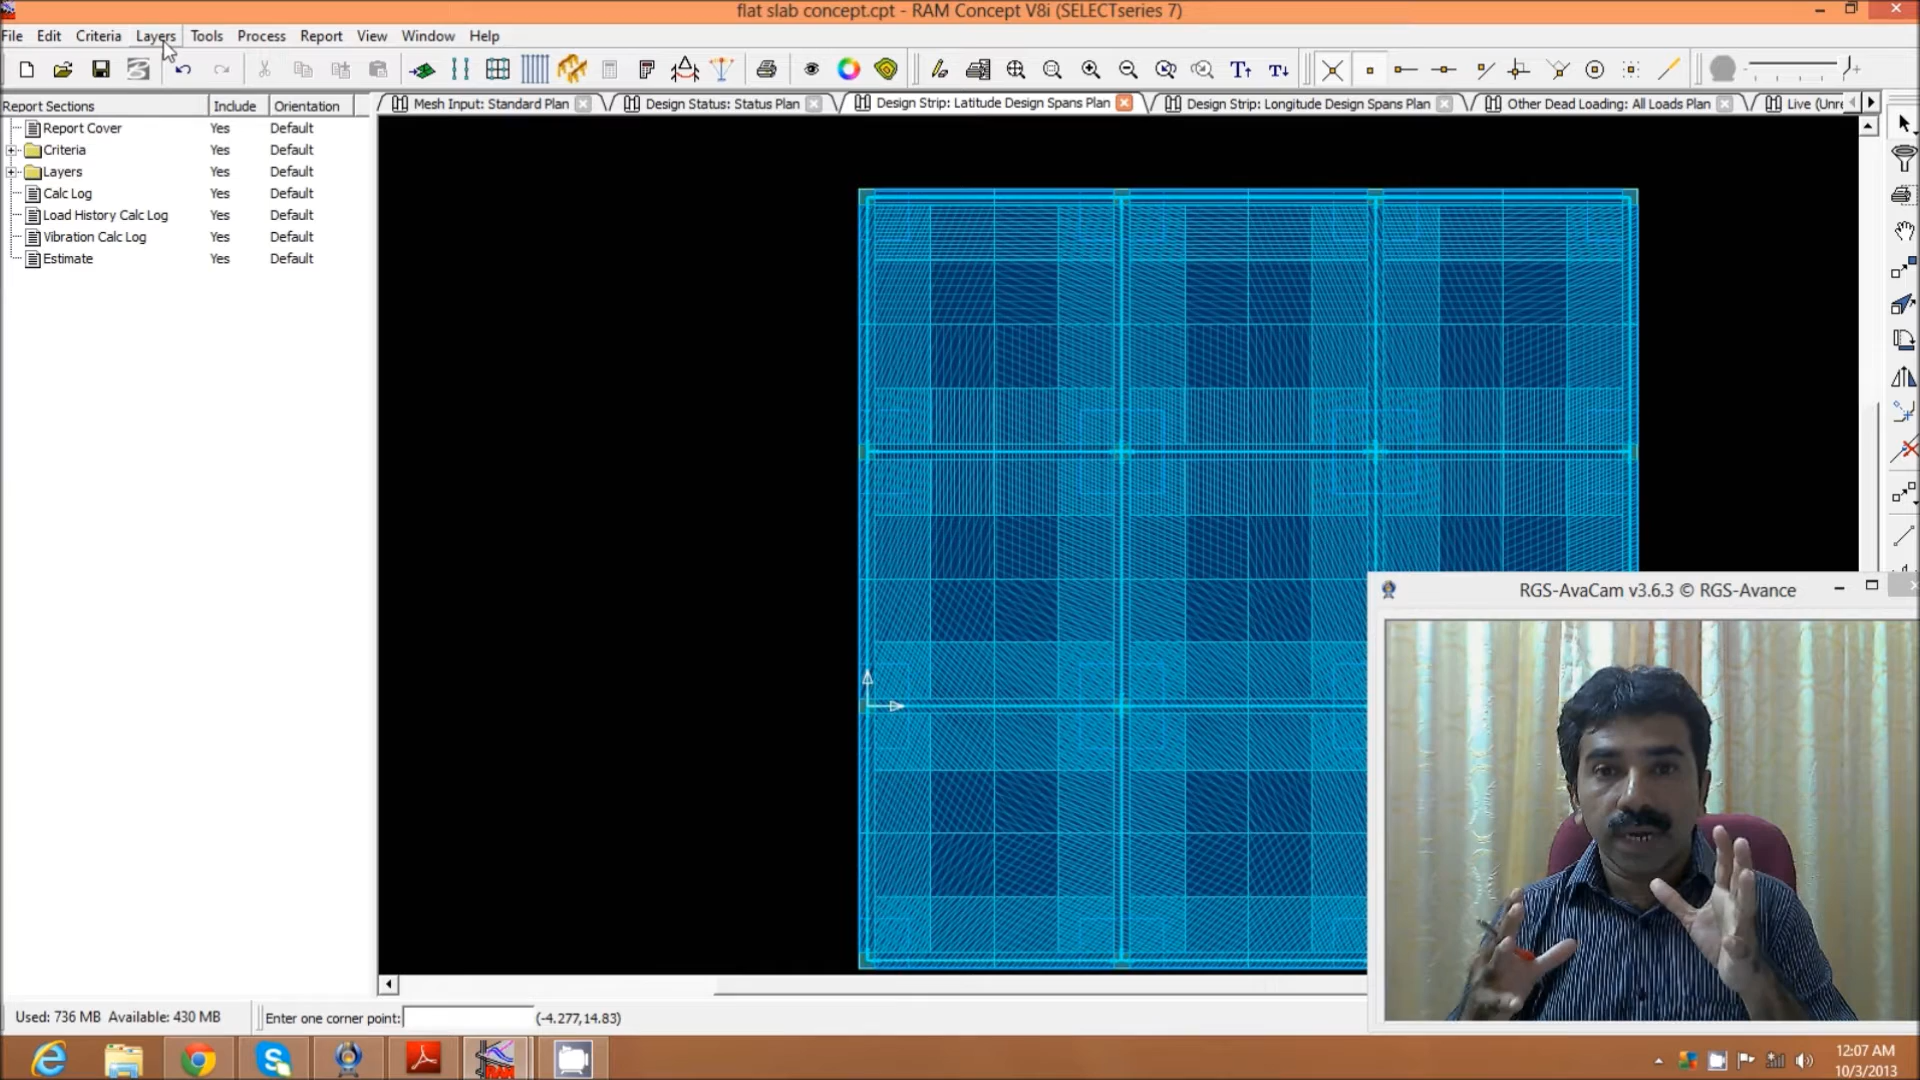 flat slab concept.cpt - RAM Concept V8i (SELECTseries 7)
File Edit Criteria Layers Tools Process Report View Window Help
Report Sections Include Orientation
Mesh Input: Standard Plan Design Status: Status Plan Design Strip: Latitude Design Spans Plan Design Strip: Longitude Design Spans Plan Other Dead Loading: All Loads Plan Live (Unre
Report Cover Yes Default
Criteria Yes Default
Layers Yes Default
Calc Log Yes Default
Load History Calc Log Yes Default
Vibration Calc Log Yes Default
Estimate Yes Default
RGS-AvaCam v3.6.3 © RGS-Avance
Used: 736 MB Available: 430 MB Enter one corner point: (-4.277,14.83)
RAM
12:07 AM
10/3/2013